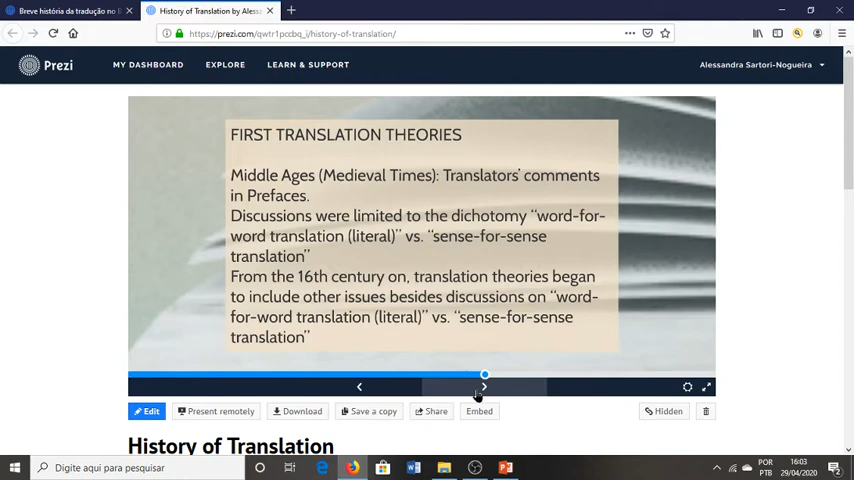 Breve história da tradução no B
History of Translation by Aless
https://prezi.com/qwtr1pccbq_i/history-of-translation/
Prezi
MY DASHBOARD
EXPLORE
LEARN & SUPPORT
Alessandra Sartori-Nogueira
FIRST TRANSLATION THEORIES
Middle Ages (Medieval Times): Translators’ comments
in Prefaces.
Discussions were limited to the dichotomy “word-for-
word translation (literal)” vs. “sense-for-sense
translation”
From the 16th century on, translation theories began
to include other issues besides discussions on “word-
for-word translation (literal)” vs. “sense-for-sense
translation”
Edit
Present remotely
Download
Save a copy
Share
Embed
Hidden
History of Translation
Digite aqui para pesquisar
POR
PTB
16:03
29/04/2020
2